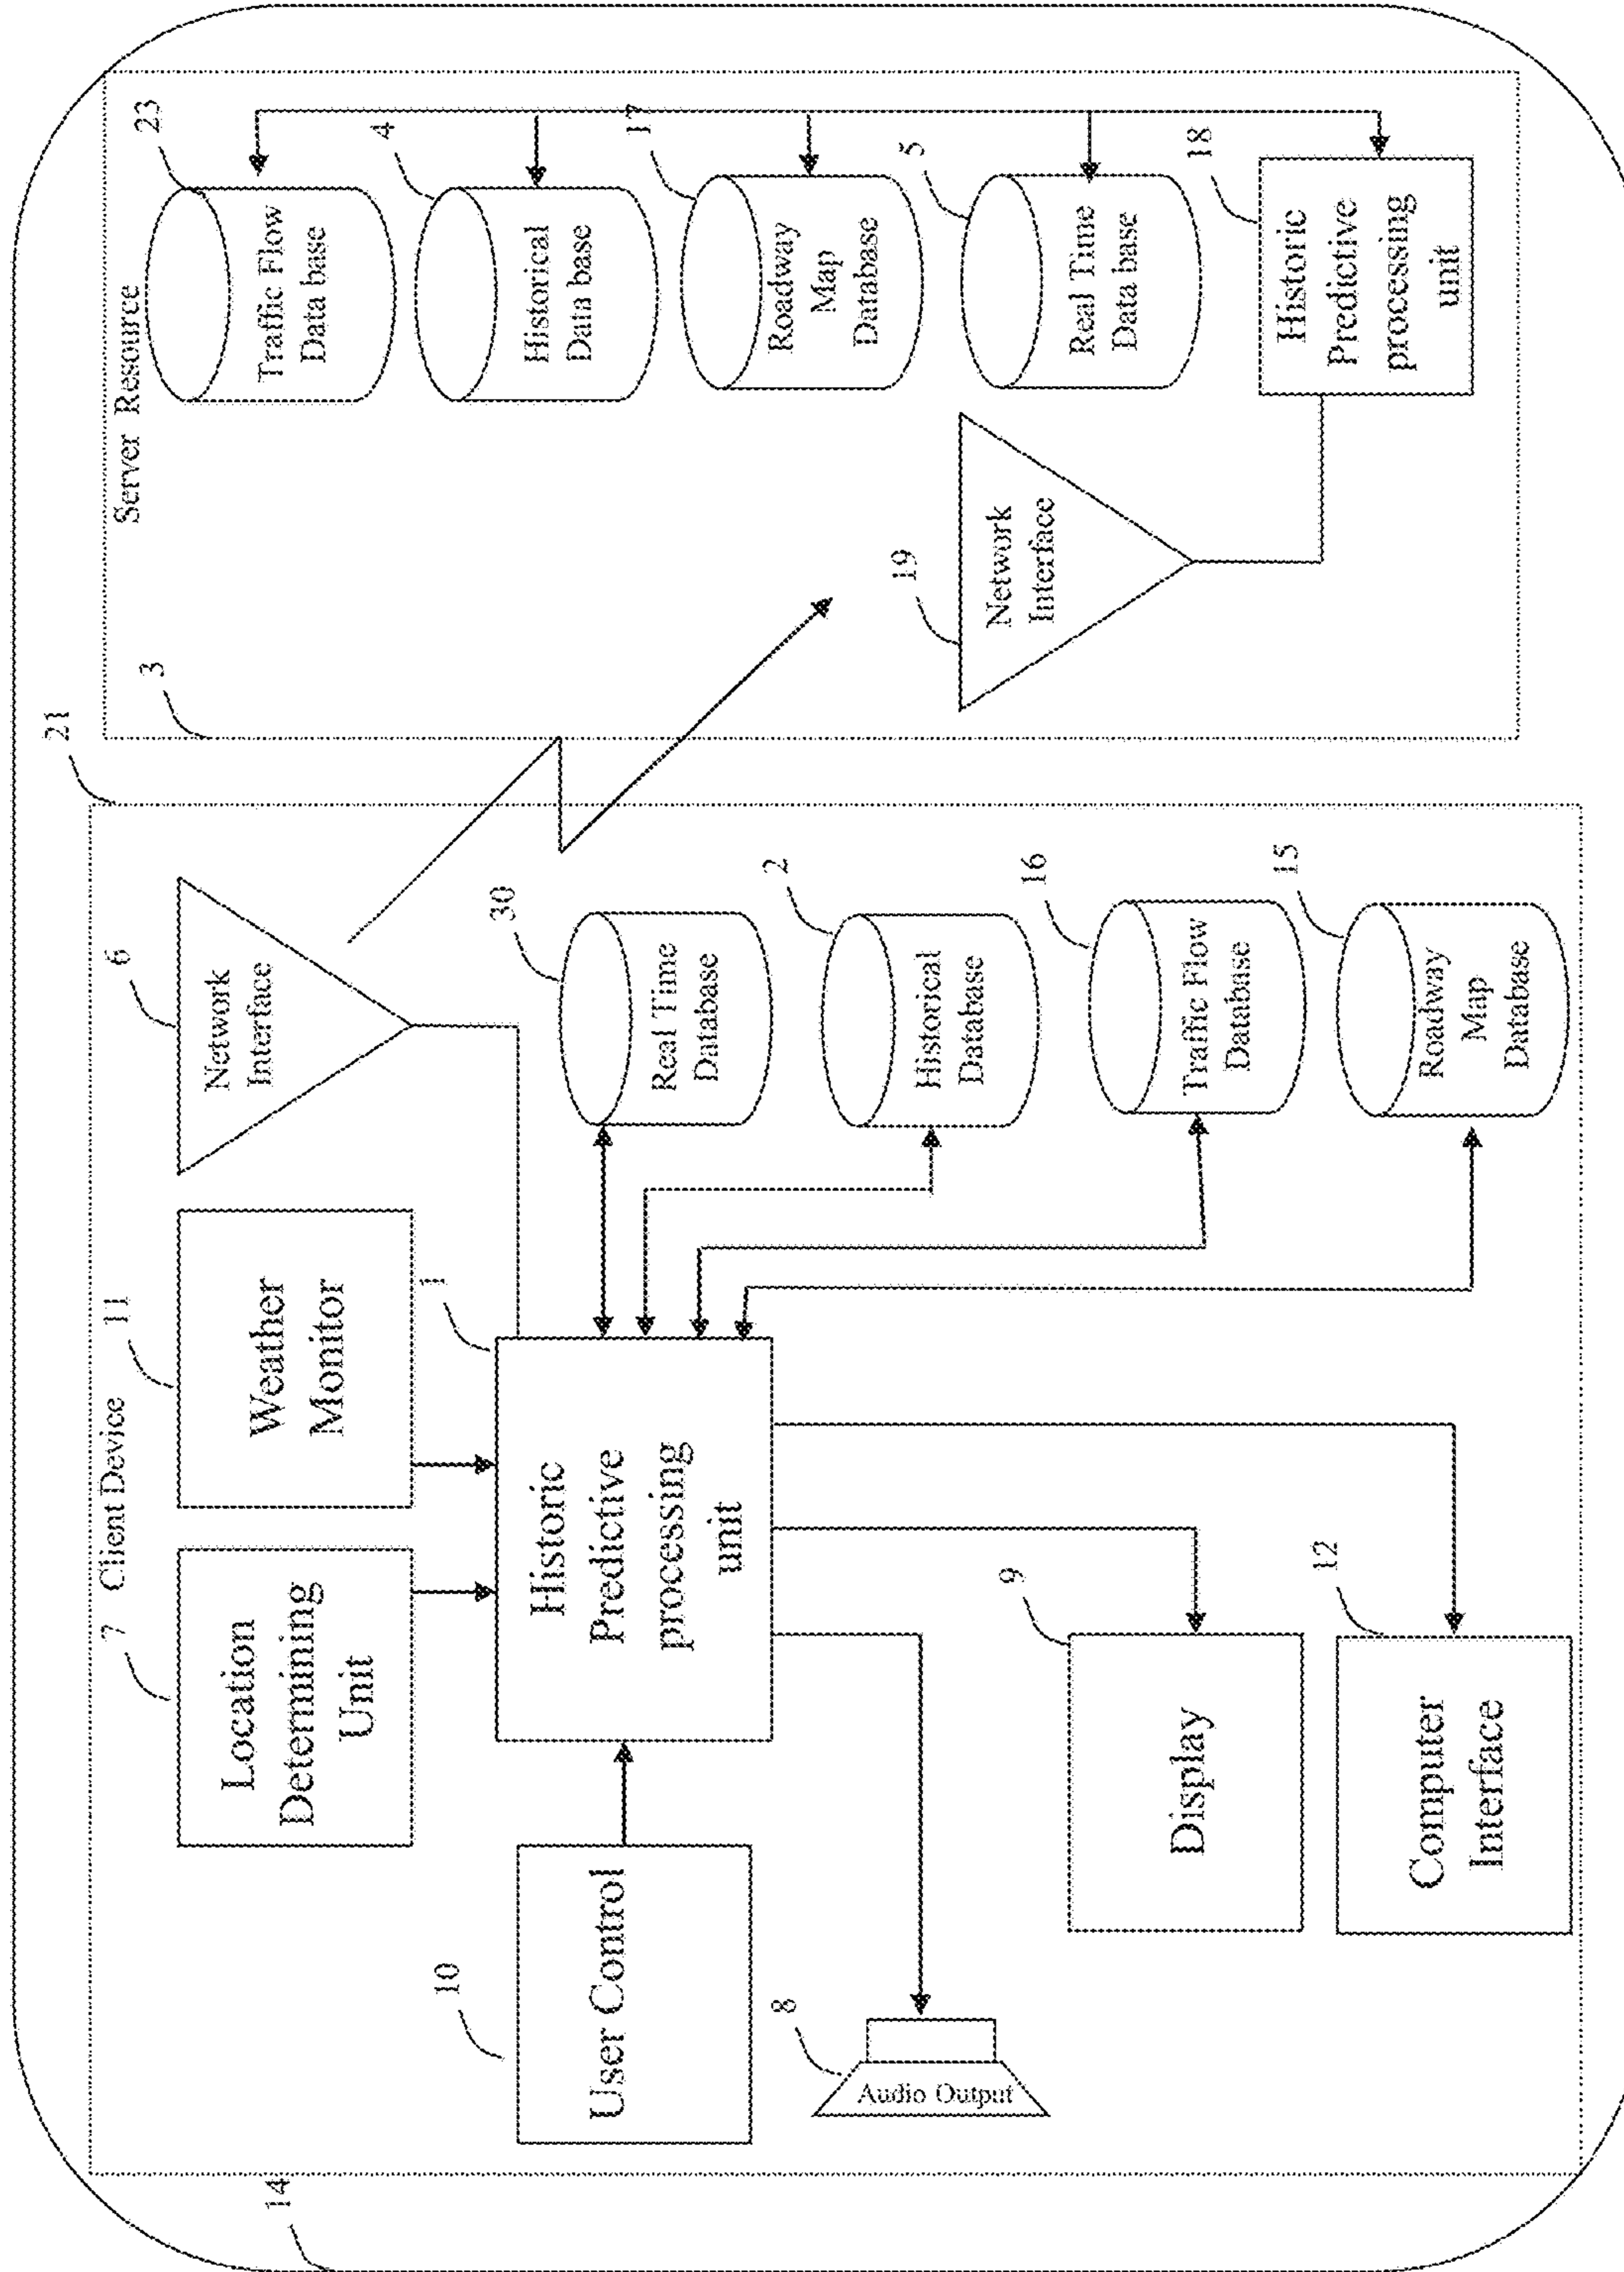 14
21
7
Client Device
11
6
Location
Determining
Unit
Weather
Monitor
Network
Interface
10
User Control
1
Historic
Predictive
processing
unit
30
Real Time
Database
2
Historical
Database
8
Audio Output
9
Display
16
Traffic Flow
Database
12
Computer
Interface
15
Roadway
Map
Database
3
Server Resource
23
Traffic Flow
Data base
4
Historical
Data base
17
Roadway
Map
Database
19
Network
Interface
5
Real Time
Data base
18
Historic
Predictive
processing
unit